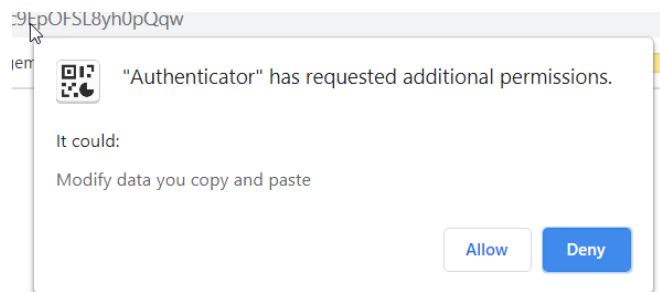 "Authenticator" has requested additional permissions.
It could:
Modify data you copy and paste
Allow
Deny